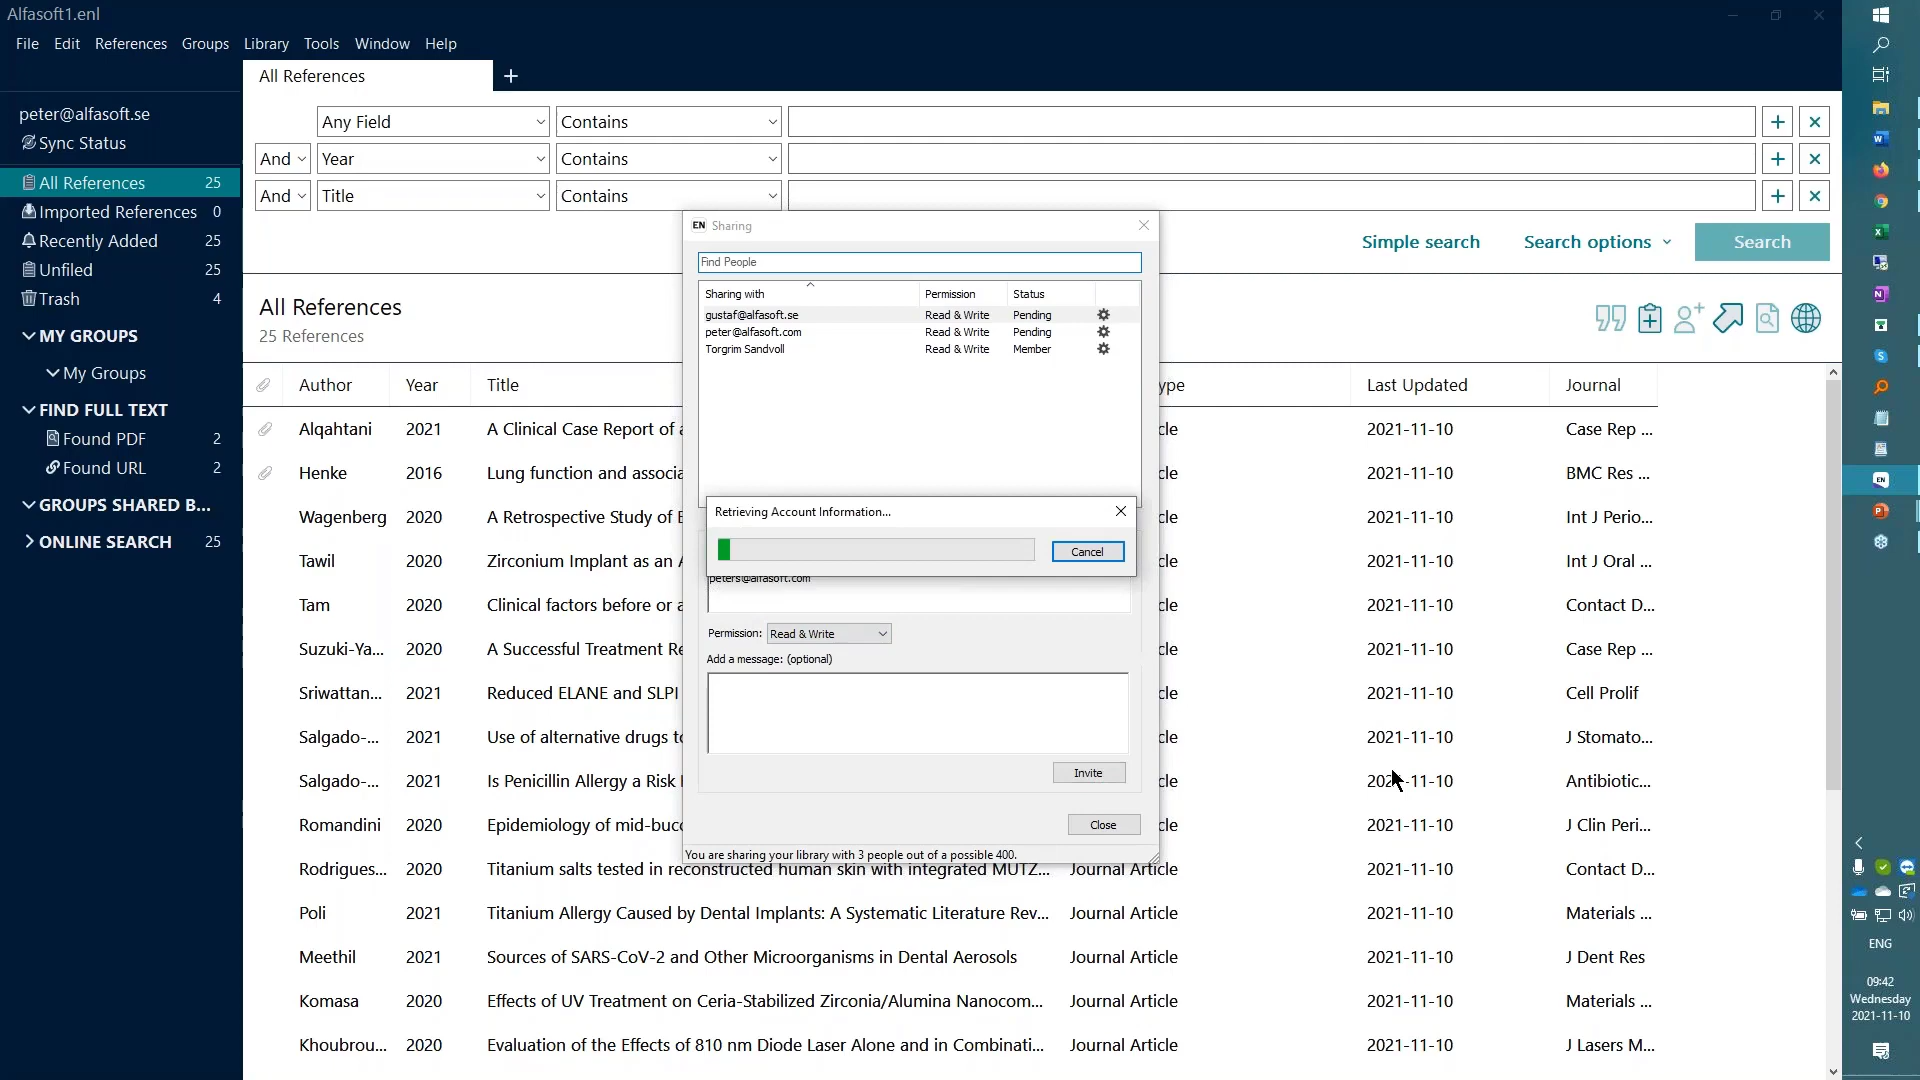 Alfasoft1.enl
File Edit References Groups Library Tools Window Help
All References
peter@alfasoft.se
Sync Status
All References 25
Imported References 0
Recently Added 25
Unfiled 25
Trash 4
MY GROUPS
My Groups
FIND FULL TEXT
Found PDF 2
Found URL 2
GROUPS SHARED B...
ONLINE SEARCH 25
Any Field Contains
And Year Contains
And Title Contains
Simple search Search options Search
All References
25 References
Author Year Title ype Last Updated Journal
Alqahtani 2021 A Clinical Case Report of a cle 2021-11-10 Case Rep ...
Henke 2016 Lung function and associa cle 2021-11-10 BMC Res ...
Wagenberg 2020 A Retrospective Study of cle 2021-11-10 Int J Perio...
Tawil 2020 Zirconium Implant as an A cle 2021-11-10 Int J Oral ...
Tam 2020 Clinical factors before or a cle 2021-11-10 Contact D...
Suzuki-Ya... 2020 A Successful Treatment Re cle 2021-11-10 Case Rep ...
Sriwattan... 2021 Reduced ELANE and SLPI cle 2021-11-10 Cell Prolif
Salgado-... 2021 Use of alternative drugs to cle 2021-11-10 J Stomato...
Salgado-... 2021 Is Penicillin Allergy a Risk cle 2021-11-10 Antibiotic...
Romandini 2020 Epidemiology of mid-bucc cle 2021-11-10 J Clin Peri...
Rodrigues... 2020 Titanium salts tested in reconstructed human skin with integrated MUTZ... Journal Article 2021-11-10 Contact D...
Poli 2021 Titanium Allergy Caused by Dental Implants: A Systematic Literature Rev... Journal Article 2021-11-10 Materials ...
Meethil 2021 Sources of SARS-CoV-2 and Other Microorganisms in Dental Aerosols Journal Article 2021-11-10 J Dent Res
Komasa 2020 Effects of UV Treatment on Ceria-Stabilized Zirconia/Alumina Nanocom... Journal Article 2021-11-10 Materials ...
Khoubrou... 2020 Evaluation of the Effects of 810 nm Diode Laser Alone and in Combinati... Journal Article 2021-11-10 J Lasers M...
EN Sharing
Find People
Sharing with Permission Status
gustaf@alfasoft.se Read & Write Pending
peter@alfasoft.com Read & Write Pending
Torgrim Sandvoll Read & Write Member
Retrieving Account Information...
Cancel
peters@alfasoft.com
Permission: Read & Write
Add a message: (optional)
Invite
Close
You are sharing your library with 3 people out of a possible 400.
EN
ENG
09:42
Wednesday
2021-11-10